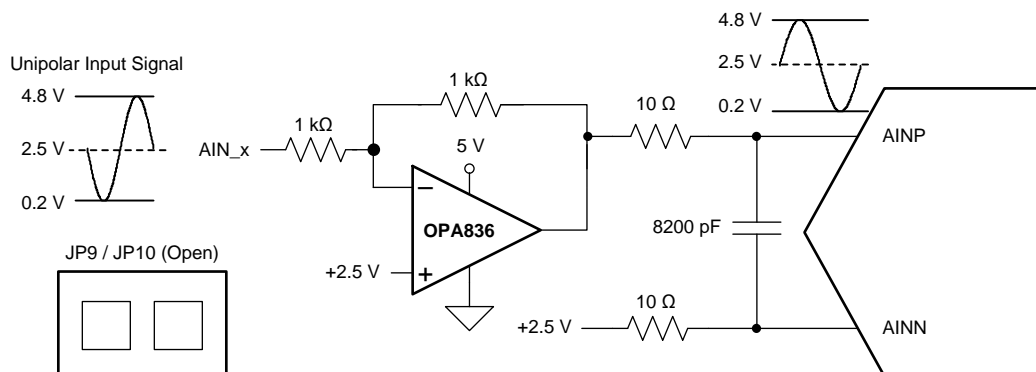 Unipolar Input Signal
4.8 V
2.5 V
0.2 V
AIN_x
1 kΩ
1 kΩ
5 V
OPA836
+2.5 V
10 Ω
4.8 V
2.5 V
0.2 V
AINP
8200 pF
10 Ω
+2.5 V
AINN
JP9 / JP10 (Open)